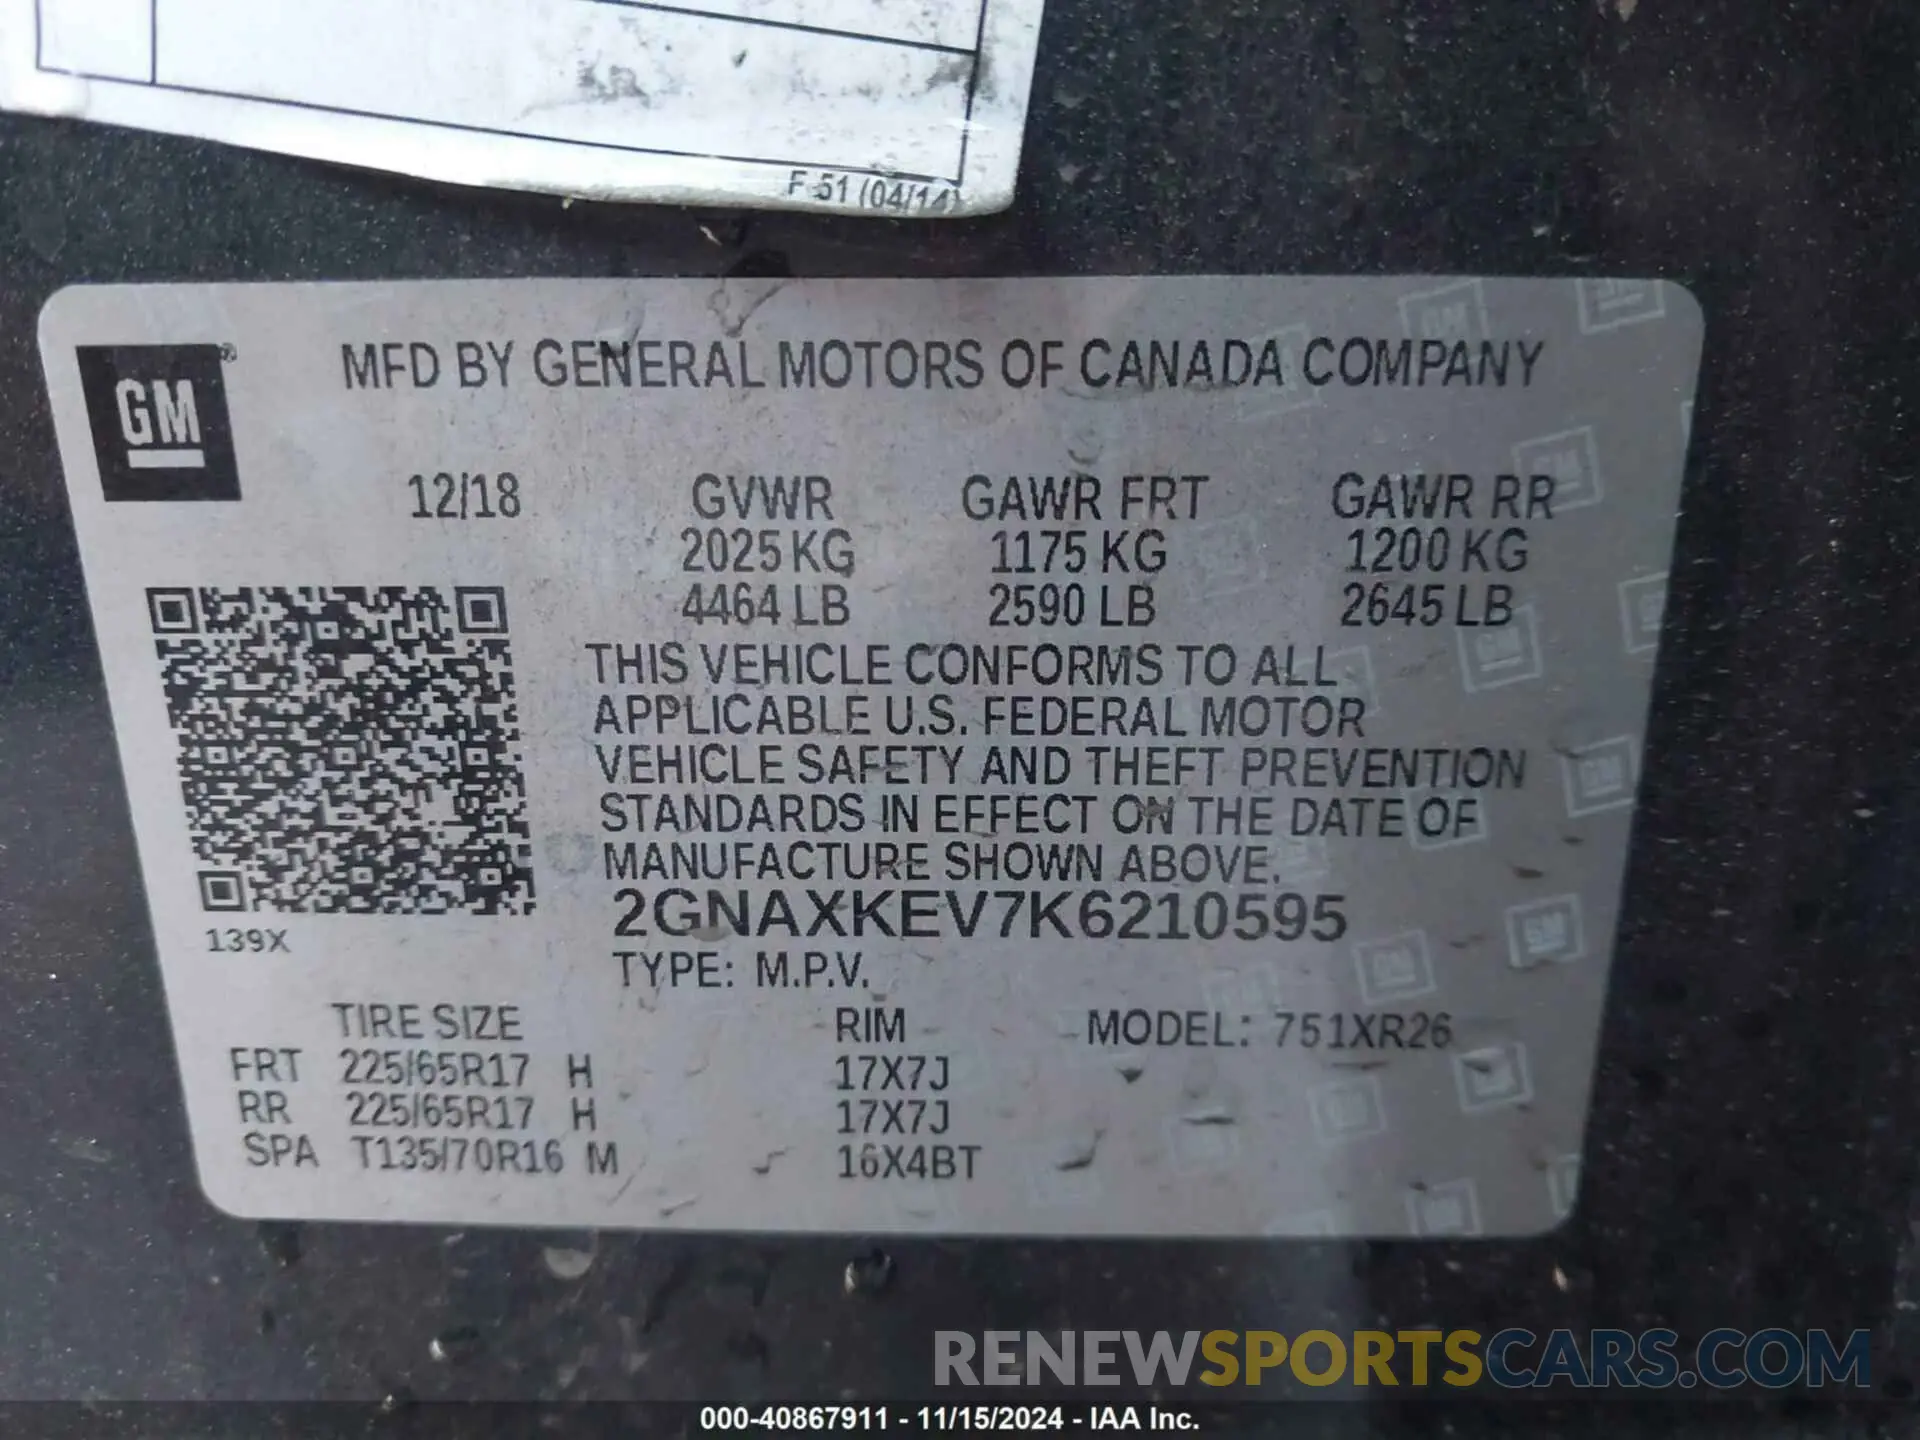 F-51 (04/14)
GM®
MFD BY GENERAL MOTORS OF CANADA COMPANY
12/18 GVWR GAWR FRT GAWR RR
2025 KG 1175 KG 1200 KG
4464 LB 2590 LB 2645 LB
THIS VEHICLE CONFORMS TO ALL
APPLICABLE U.S. FEDERAL MOTOR
VEHICLE SAFETY AND THEFT PREVENTION
STANDARDS IN EFFECT ON THE DATE OF
MANUFACTURE SHOWN ABOVE.
2GNAXKEV7K6210595
139X
TYPE: M.P.V.
TIRE SIZE RIM MODEL: 751XR26
FRT 225/65R17 H 17X7J
RR 225/65R17 H 17X7J
SPA T135/70R16 M 16X4BT
RENEWSPORTSCARS.COM
000-40867911 - 11/15/2024 - IAA Inc.